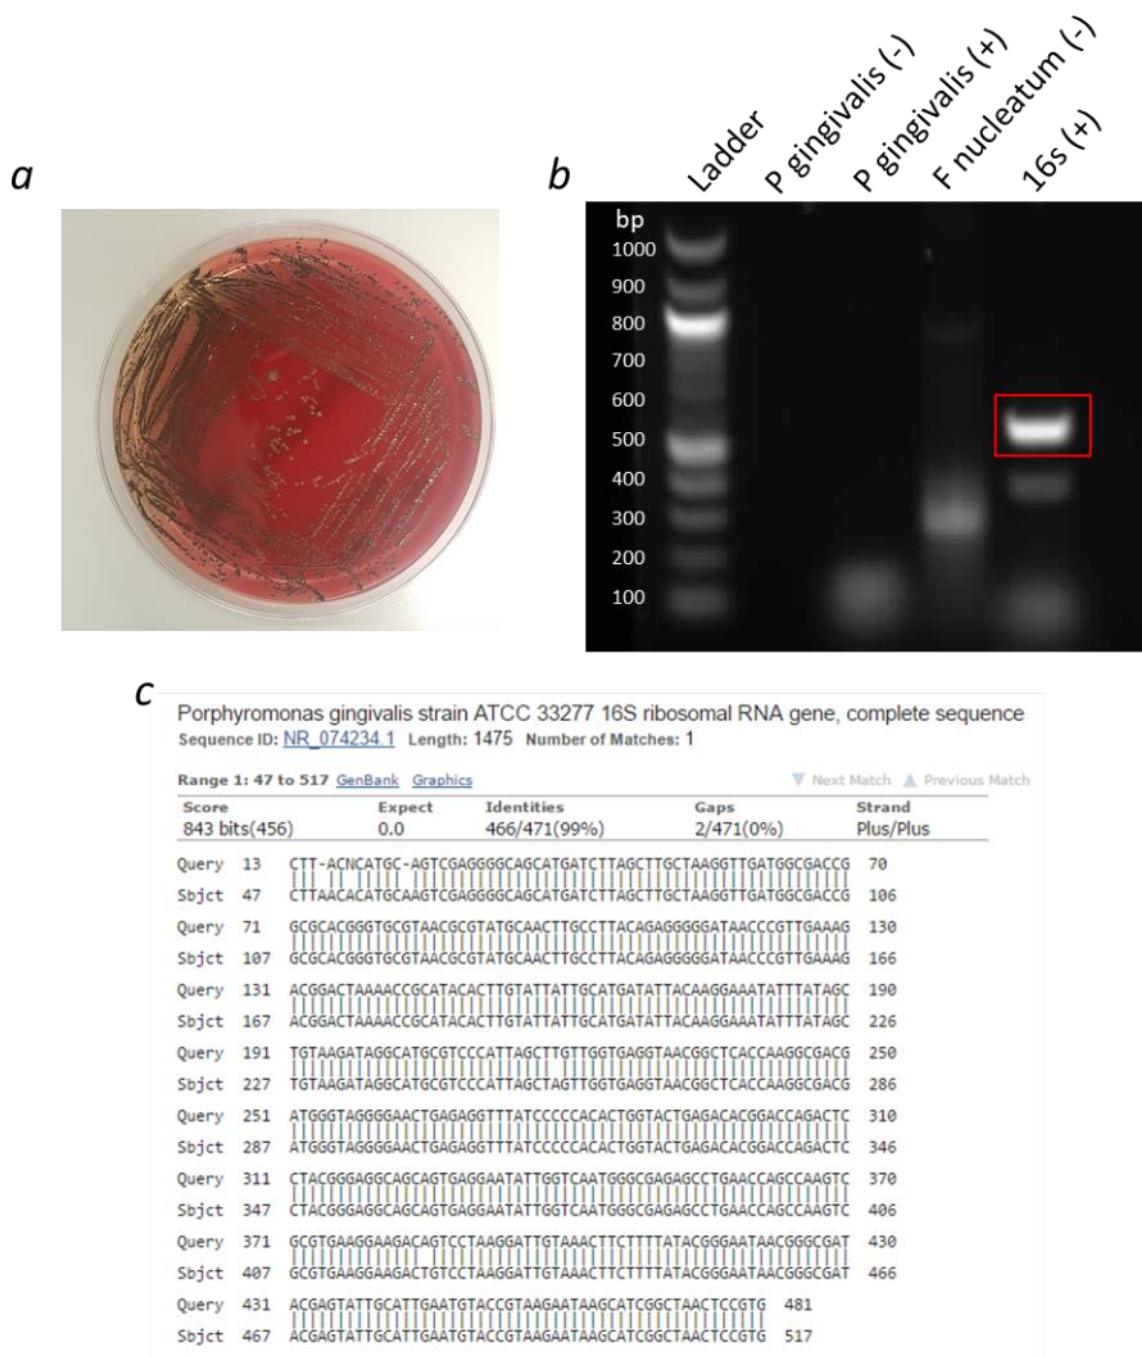 a
b
Ladder
P gingivalis (-)
P gingivalis (+)
F nucleatum (-)
16s (+)
bp
1000
900
800
700
600
500
400
300
200
100
c
Porphyromonas gingivalis strain ATCC 33277 16S ribosomal RNA gene, complete sequence
Sequence ID: NR_074234.1 Length: 1475 Number of Matches: 1
Range 1: 47 to 517 GenBank Graphics Next Match Previous Match
Score Expect Identities Gaps Strand
843 bits(456) 0.0 466/471(99%) 2/471(0%) Plus/Plus
Query 13 CTT-ACNCATGC-AGTCGAGGGGCAGCATGATCTTAGCTTGCTAAGGTTGATGGCGACCG 70
Sbjct 47 CTTAACACATGCAAGTCGAGGGGCAGCATGATCTTAGCTTGCTAAGGTTGATGGCGACCG 106
Query 71 GCGCACGGGTGCGTAACGCGTATGCAACTTGCCTTACAGAGGGGGATAACCCGTTGAAAG 130
Sbjct 107 GCGCACGGGTGCGTAACGCGTATGCAACTTGCCTTACAGAGGGGGATAACCCGTTGAAAG 166
Query 131 ACGGACTAAAACCGCATACACTTGTATTATTGCATGATATTACAAGGAAATATTTATAGC 190
Sbjct 167 ACGGACTAAAACCGCATACACTTGTATTATTGCATGATATTACAAGGAAATATTTATAGC 226
Query 191 TGTAAGATAGGCATGCGTCCCATTAGCTTGTTGGTGAGGTAACGGCTCACCAAGGCGACG 250
Sbjct 227 TGTAAGATAGGCATGCGTCCCATTAGCTAGTTGGTGAGGTAACGGCTCACCAAGGCGACG 286
Query 251 ATGGGTAGGGGAACTGAGAGGTTTATCCCCCACACTGGTACTGAGACACGGACCAGACTC 310
Sbjct 287 ATGGGTAGGGGAACTGAGAGGTTTATCCCCCACACTGGTACTGAGACACGGACCAGACTC 346
Query 311 CTACGGGAGGCAGCAGTGAGGAATATTGGTCAATGGGCGAGAGCCTGAACCAGCCAAGTC 370
Sbjct 347 CTACGGGAGGCAGCAGTGAGGAATATTGGTCAATGGGCGAGAGCCTGAACCAGCCAAGTC 406
Query 371 GCGTGAAGGAAGACAGTCCTAAGGATTGTAAACTTCTTTTATACGGGAATAACGGGCGAT 430
Sbjct 407 GCGTGAAGGAAGACTGTCCTAAGGATTGTAAACTTCTTTTATACGGGAATAACGGGCGAT 466
Query 431 ACGAGTATTGCATTGAATGTACCGTAAGAATAAGCATCGGCTAACTCCGTG 481
Sbjct 467 ACGAGTATTGCATTGAATGTACCGTAAGAATAAGCATCGGCTAACTCCGTG 517